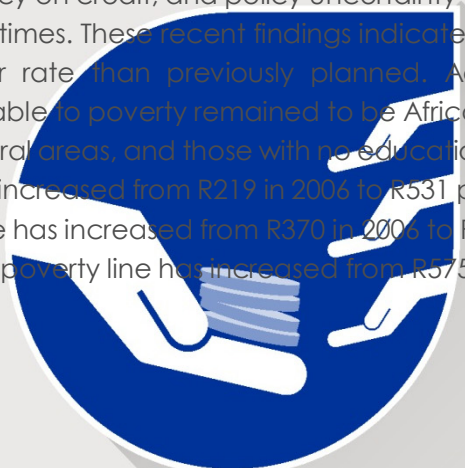 ey on credit, and policy uncertainty
times. These recent findings indicate
r rate than previously planned. A
able to poverty remained to be Afric
ral areas, and those with no educatio
increased from R219 in 2006 to R531 p
e has increased from R370 in 2006 to
poverty line has increased from R575